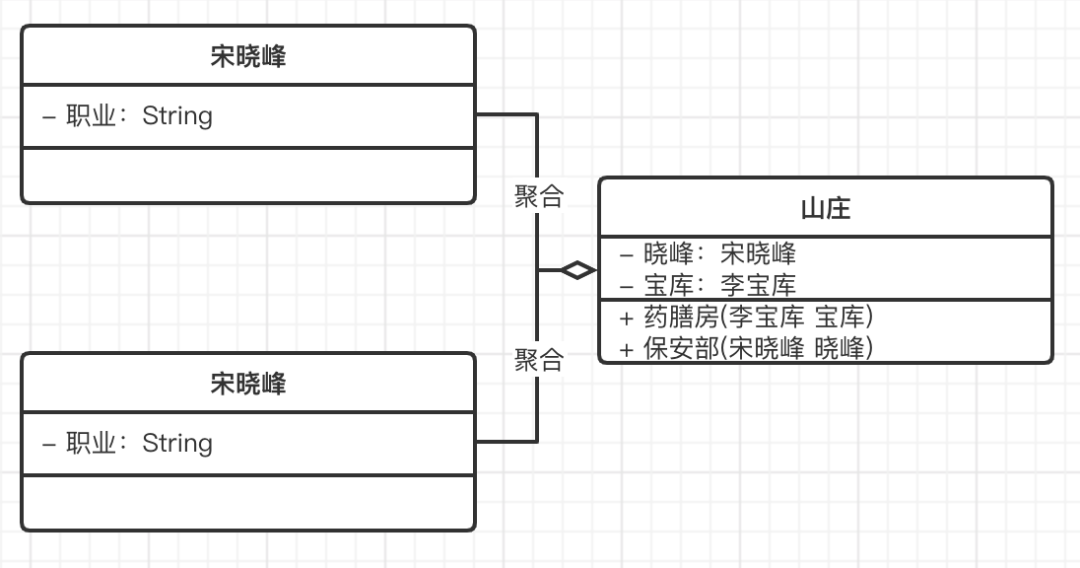 宋晓峰
- 职业：String
聚合
山庄
- 晓峰：宋晓峰
- 宝库：李宝库
+ 药膳房(李宝库 宝库)
+ 保安部(宋晓峰 晓峰)
聚合
宋晓峰
- 职业：String